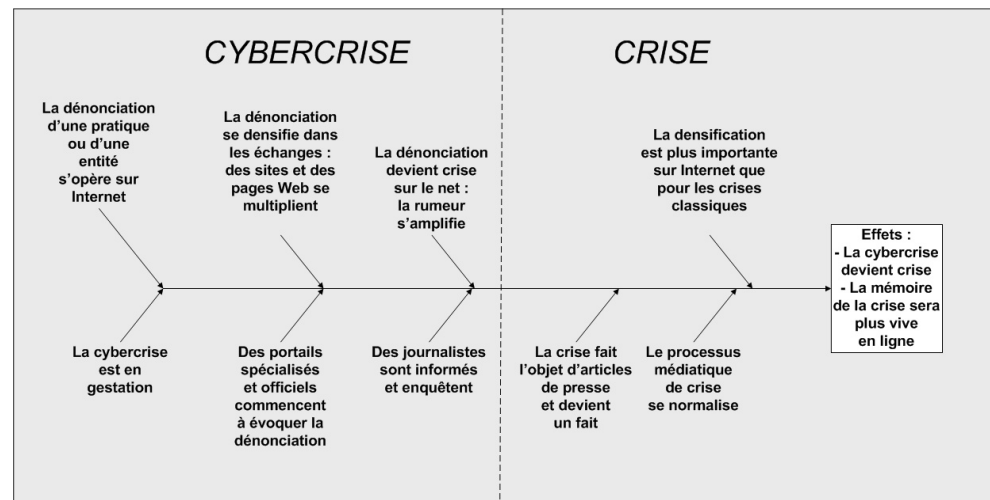 CYBERCRISE
CRISE
La dénonciation
d'une pratique
ou d'une
entité
s'opère sur
Internet
La dénonciation
se densifie dans
les échanges :
des sites et des
pages Web se
multiplient
La dénonciation
devient crise
sur le net :
la rumeur
s'amplifie
La densification
est plus importante
sur Internet que
pour les crises
classiques
Effets :
- La cybercrise
devient crise
- La mémoire
de la crise sera
plus vive
en ligne
La cybercrise
est en
gestation
Des portails
spécialisés
et officiels
commencent
à évoquer la
dénonciation
Des journalistes
sont informés
et enquêtent
La crise fait
l'objet d'articles
de presse
et devient
un fait
Le processus
médiatique
de crise
se normalise